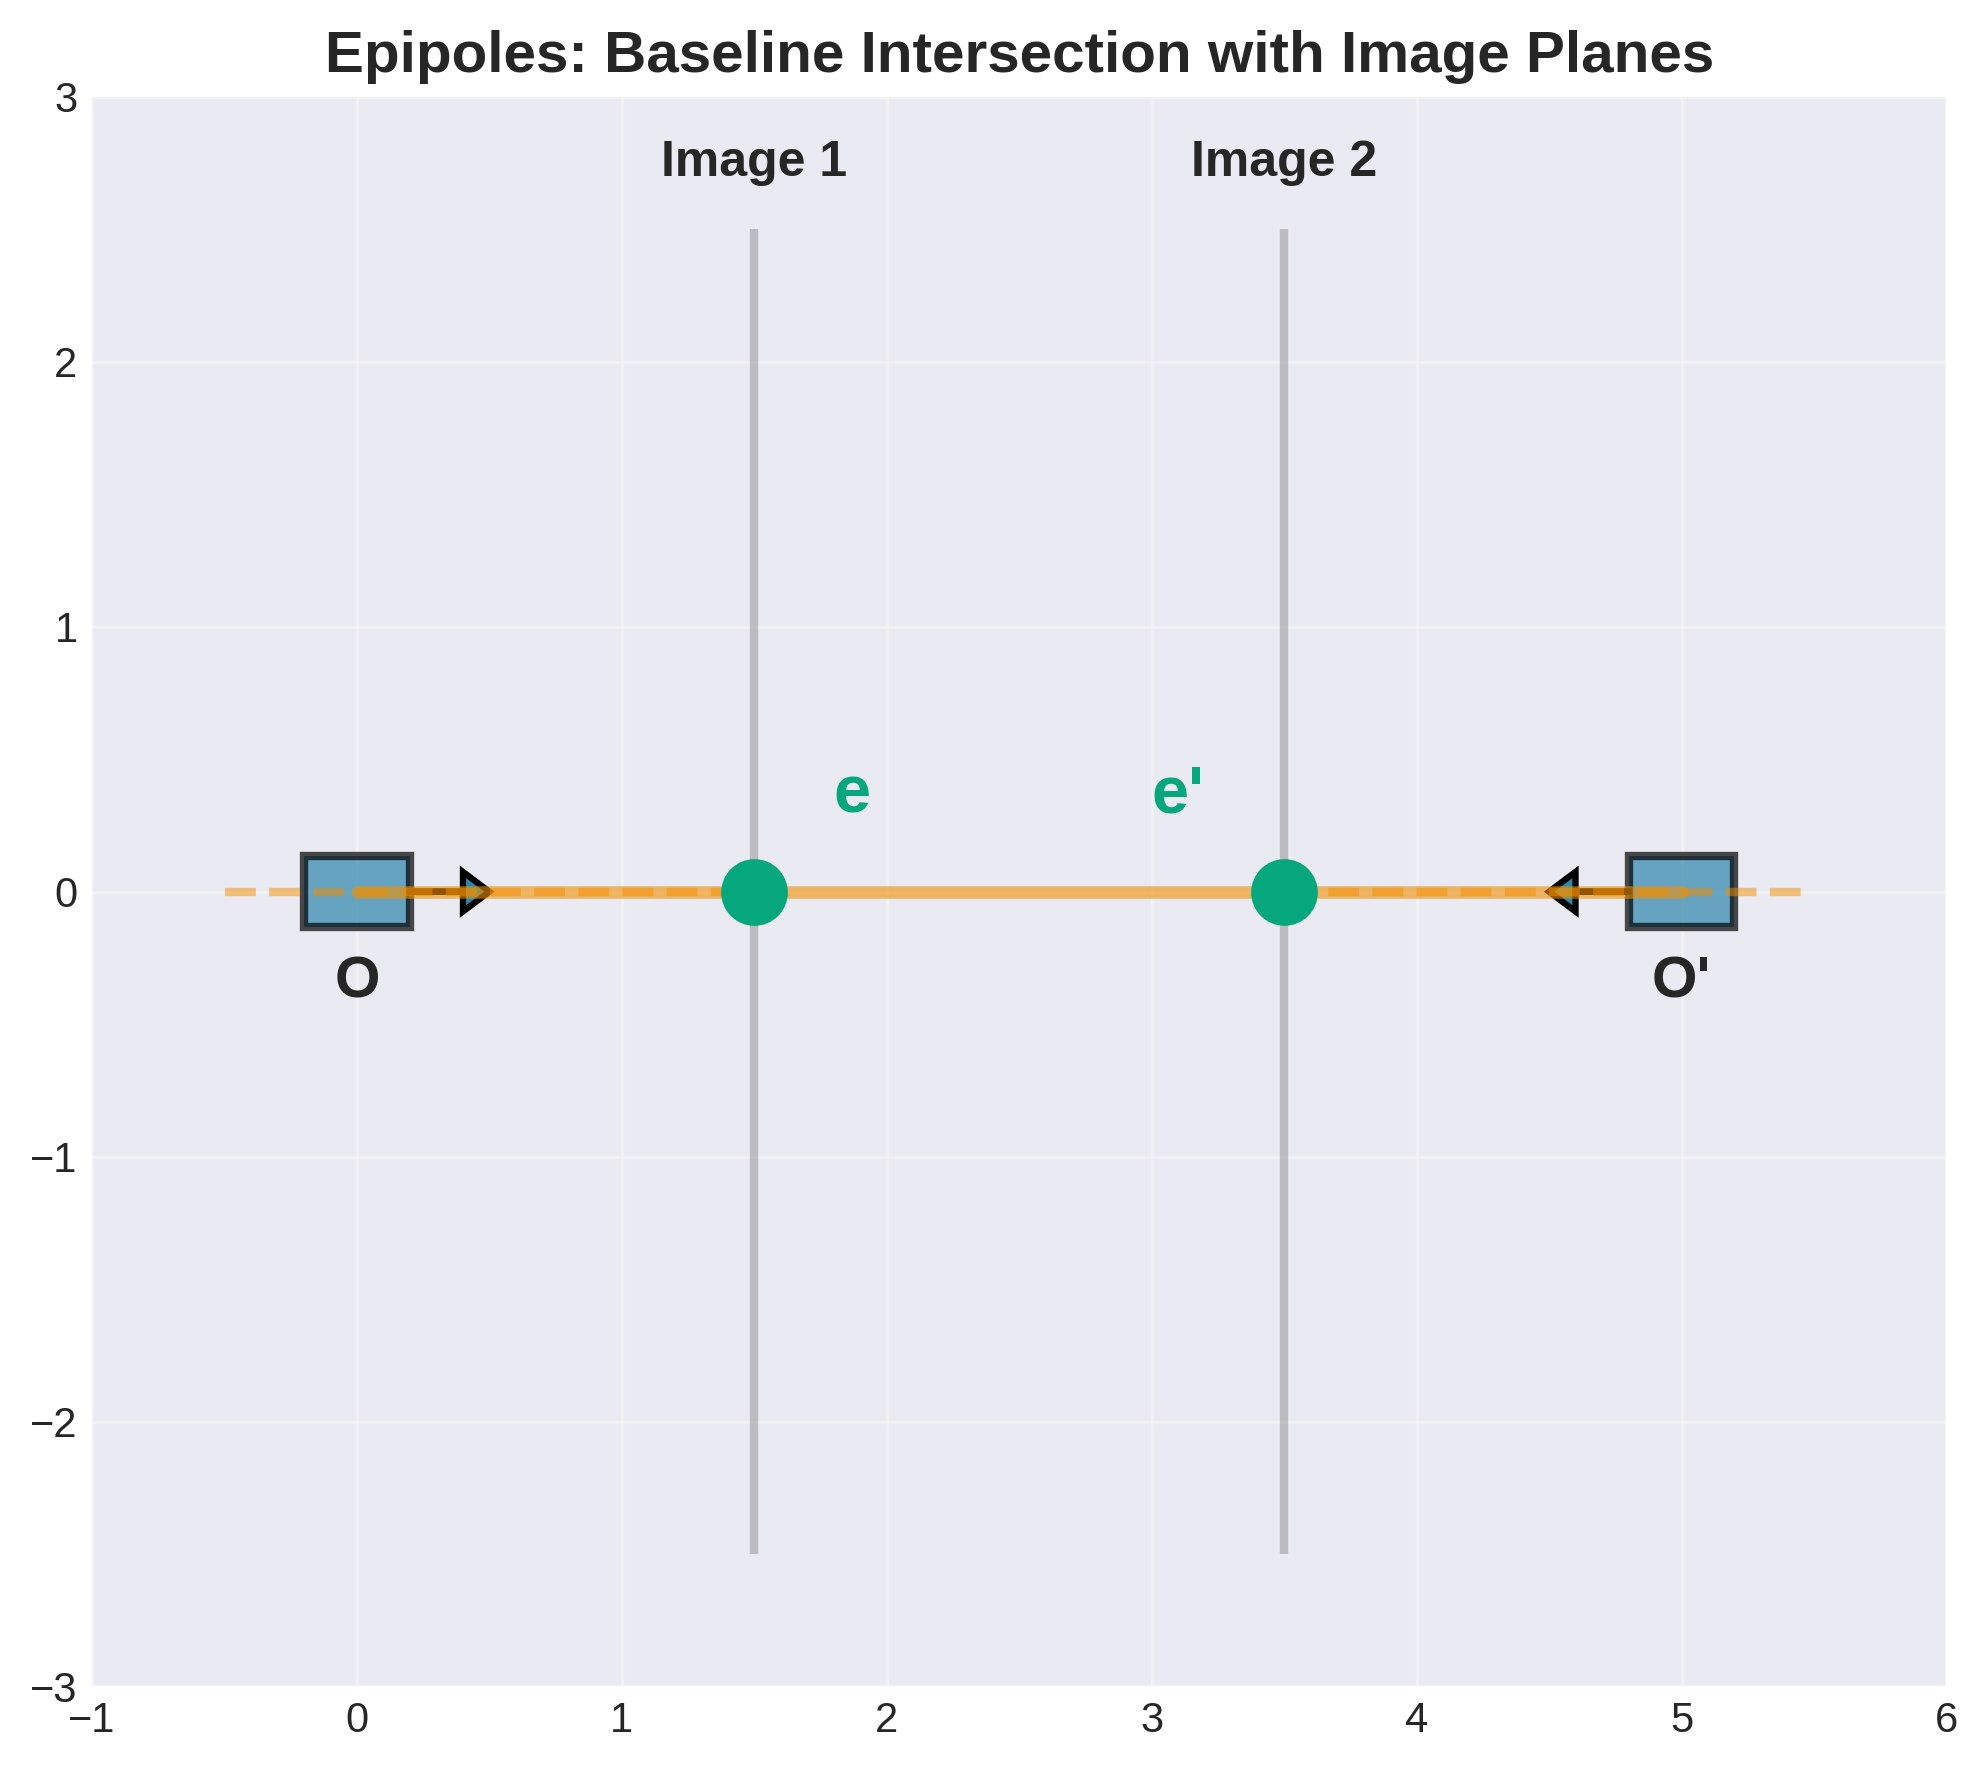 Epipoles: Baseline Intersection with Image Planes
3
Image 1 Image 2
2
1
e e'
0
O O'
−1
−2
−3
−1 0 1 2 3 4 5 6